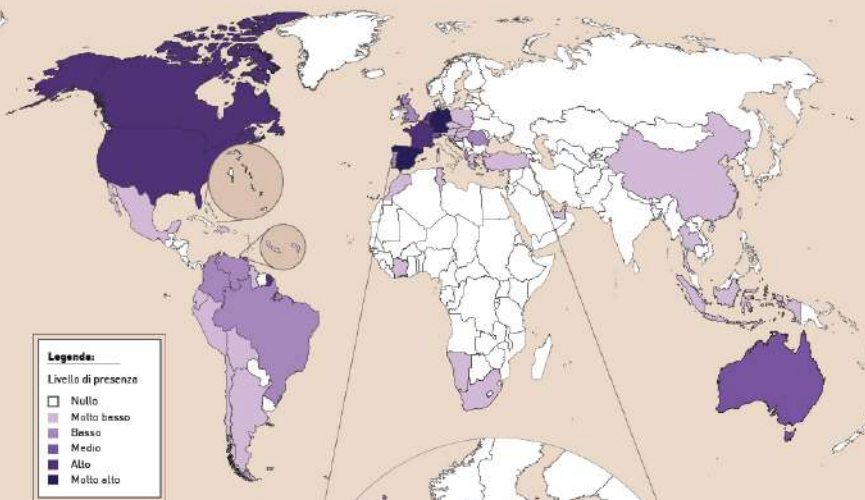 Legenda:
Livello di presenza
Nullo
Molto basso
Basso
Medio
Alto
Molto alto